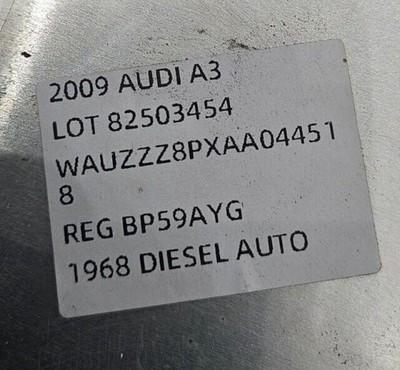 2009 AUDI A3
LOT 82503454
WAUZZZ8PXAA04451
8
REG BP59AYG
1968 DIESEL AUTO